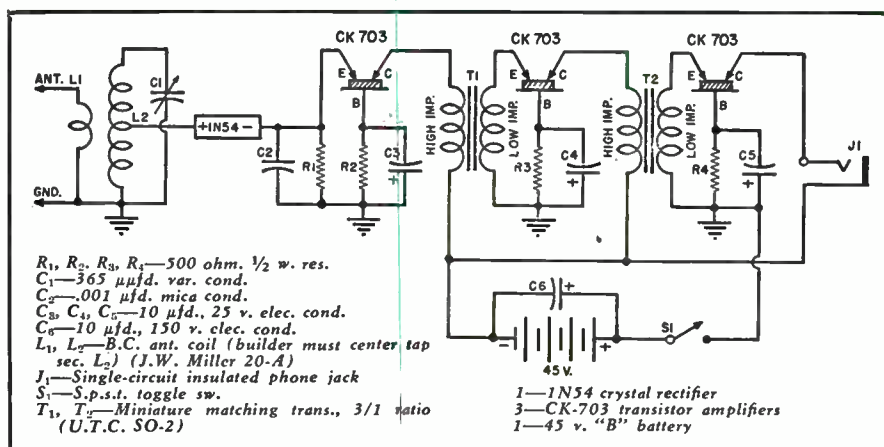 CK 703
CK 703
CK 703
ANT. L1
C1
E
C
B
T1
E
C
B
T2
E
C
B
L2
+1N54-
C2
R1
R2
C3
+
HIGH IMP.
LOW IMP.
R3
C4
+
HIGH IMP.
LOW IMP.
R4
C5
+
J1
GND.
C6
+
-
+
45 V.
S1
R₁, R₂, R₃, R₄—500 ohm. ½ w. res.
C₁—365 μμfd. var. cond.
C₂—.001 μfd. mica cond.
C₃, C₄, C₅—10 μfd., 25 v. elec. cond.
C₆—10 μfd., 150 v. elec. cond.
L₁, L₂—B.C. ant. coil (builder must center tap
sec. L₂) (J.W. Miller 20-A)
J₁—Single-circuit insulated phone jack
S₁—S.p.s.t. toggle sw.
T₁, T₂—Miniature matching trans., 3/1 ratio
(U.T.C. SO-2)
1—1N54 crystal rectifier
3—CK-703 transistor amplifiers
1—45 v. "B" battery